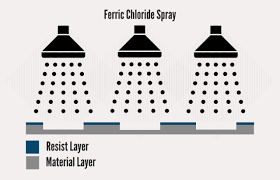 Ferric Chloride Spray
Resist Layer
Material Layer